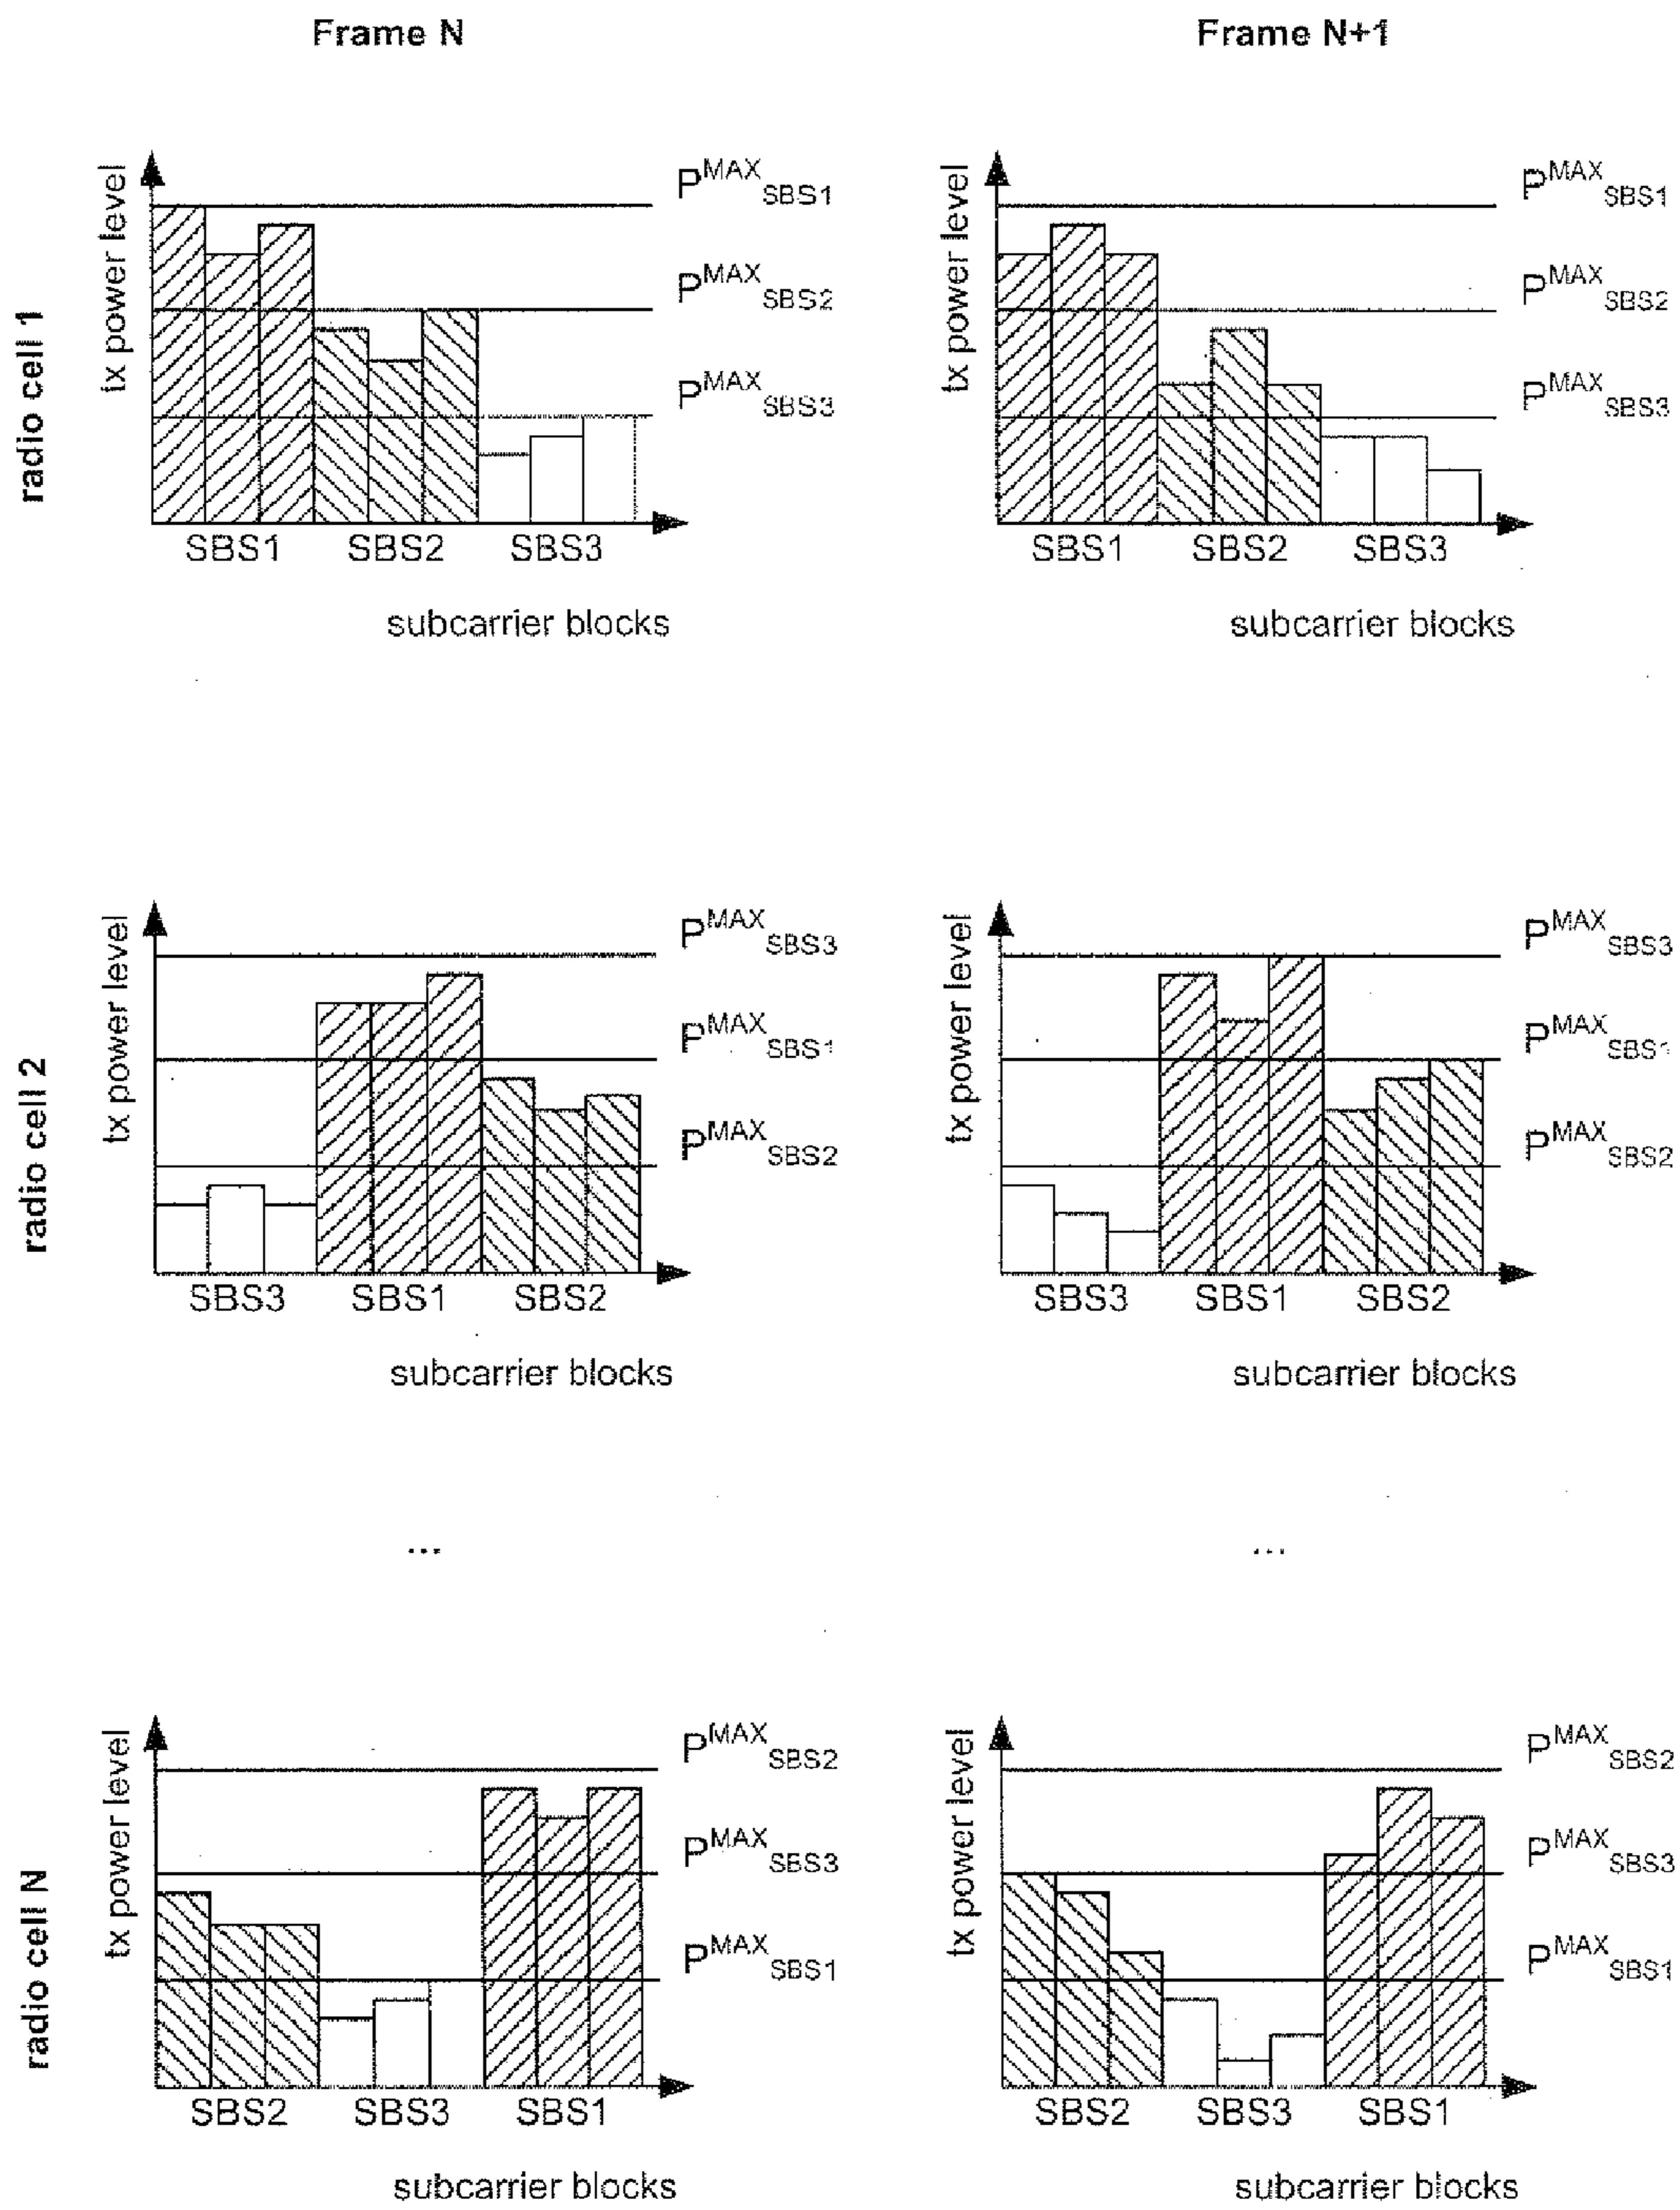 Frame N
Frame N+1
radio cell 1
tx power level
P^MAX SBS1
P^MAX SBS2
P^MAX SBS3
SBS1 SBS2 SBS3
subcarrier blocks
tx power level
P^MAX SBS1
P^MAX SBS2
P^MAX SBS3
SBS1 SBS2 SBS3
subcarrier blocks
radio cell 2
tx power level
P^MAX SBS3
P^MAX SBS1
P^MAX SBS2
SBS3 SBS1 SBS2
subcarrier blocks
tx power level
P^MAX SBS3
P^MAX SBS1
P^MAX SBS2
SBS3 SBS1 SBS2
subcarrier blocks
...
...
radio cell N
tx power level
P^MAX SBS2
P^MAX SBS3
P^MAX SBS1
SBS2 SBS3 SBS1
subcarrier blocks
tx power level
P^MAX SBS2
P^MAX SBS3
P^MAX SBS1
SBS2 SBS3 SBS1
subcarrier blocks